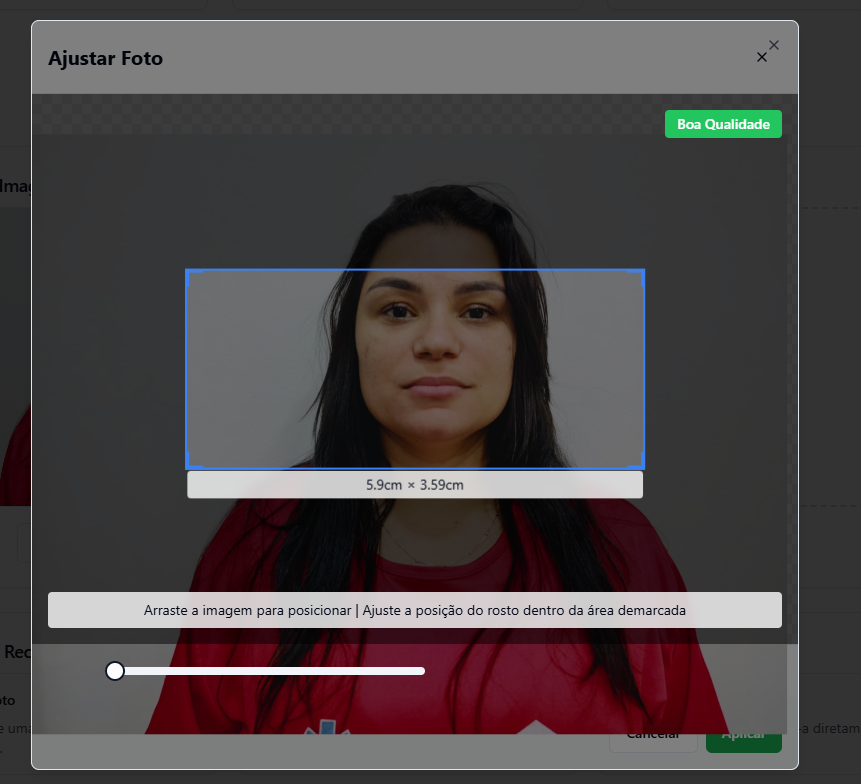 Ajustar Foto
Boa Qualidade
5.9cm × 3.59cm
Arraste a imagem para posicionar | Ajuste a posição do rosto dentro da área demarcada
Cancelar
Aplicar